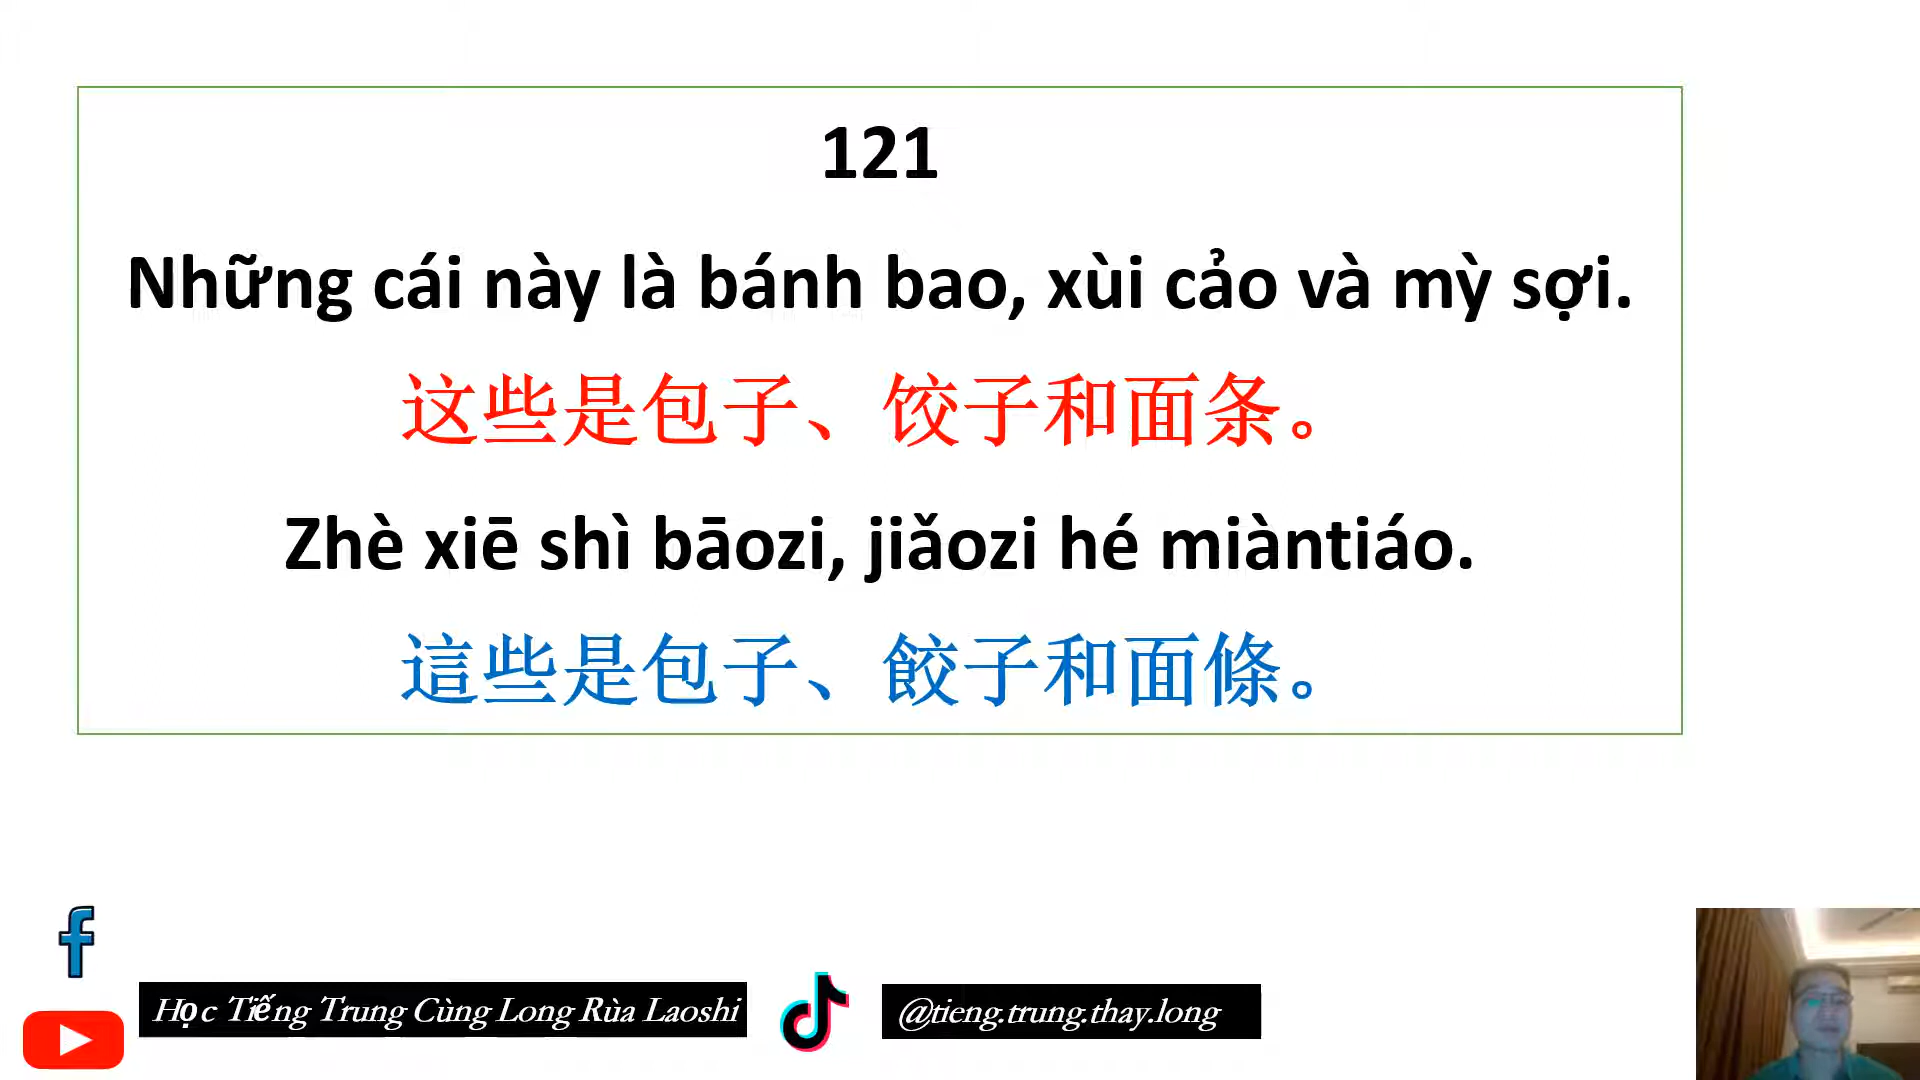 121
Những cái này là bánh bao, xùi cảo và mỳ sợi.
这些是包子、饺子和面条。
Zhè xiē shì bāozi, jiǎozi hé miàntiáo.
這些是包子、餃子和面條。
Học Tiếng Trung Cùng Long Rùa Laoshi
@tieng.trung.thay.long